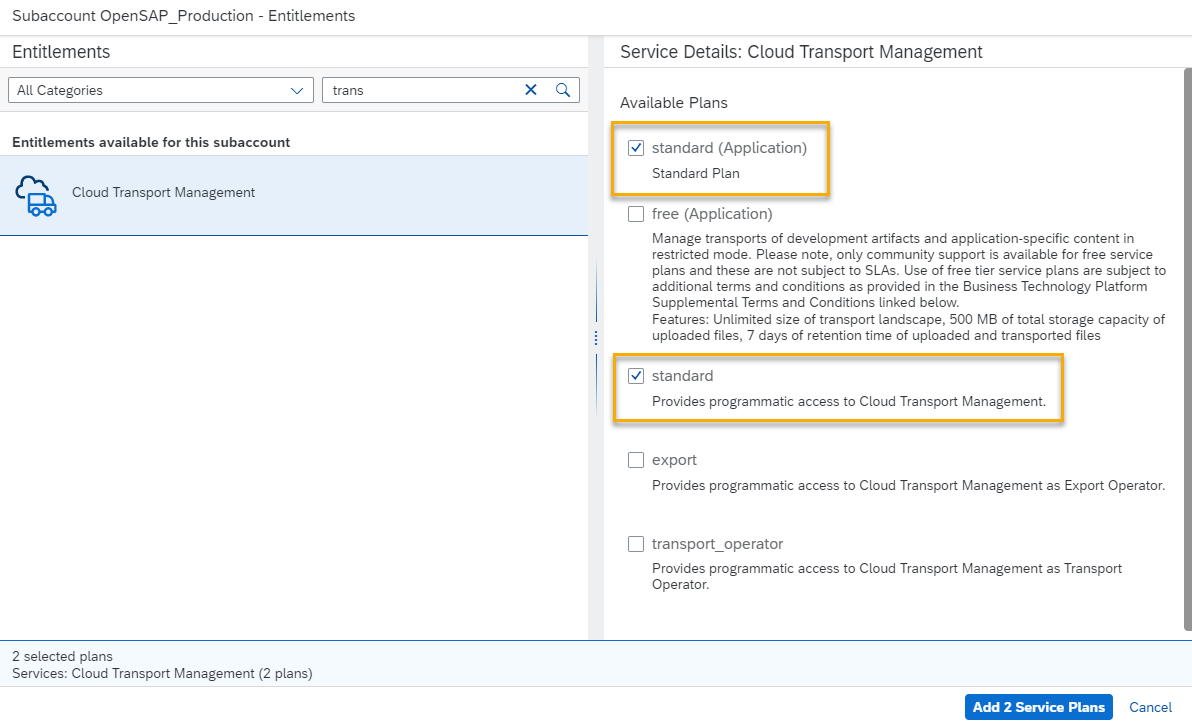 Subaccount OpenSAP_Production - Entitlements
Entitlements
All Categories
trans
Entitlements available for this subaccount
Cloud Transport Management
Service Details: Cloud Transport Management
Available Plans
standard (Application)
Standard Plan
free (Application)
Manage transports of development artifacts and application-specific content in
restricted mode. Please note, only community support is available for free service
plans and these are not subject to SLAs. Use of free tier service plans are subject to
additional terms and conditions as provided in the Business Technology Platform
Supplemental Terms and Conditions linked below.
Features: Unlimited size of transport landscape, 500 MB of total storage capacity of
uploaded files, 7 days of retention time of uploaded and transported files
standard
Provides programmatic access to Cloud Transport Management.
export
Provides programmatic access to Cloud Transport Management as Export Operator.
transport_operator
Provides programmatic access to Cloud Transport Management as Transport
Operator.
2 selected plans
Services: Cloud Transport Management (2 plans)
Add 2 Service Plans
Cancel